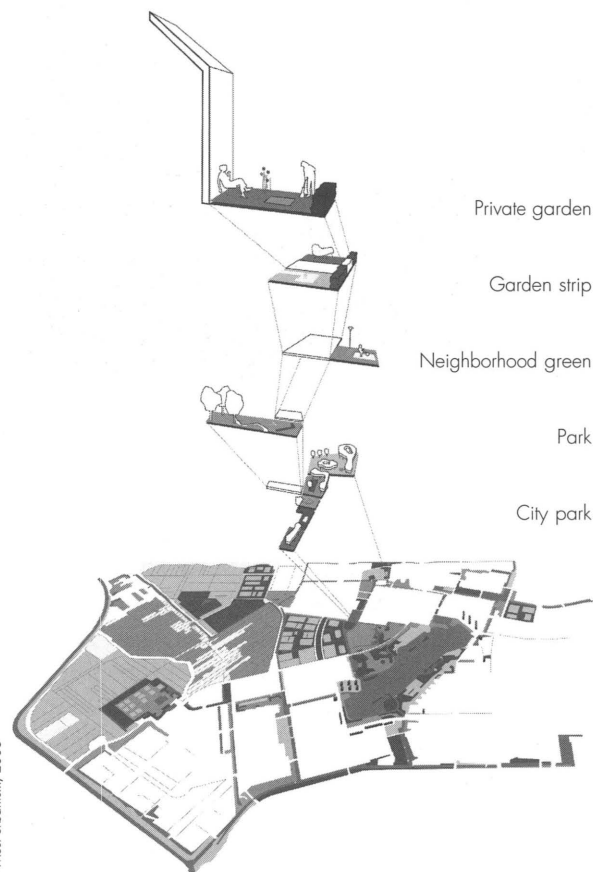 Private garden
Garden strip
Neighborhood green
Park
City park